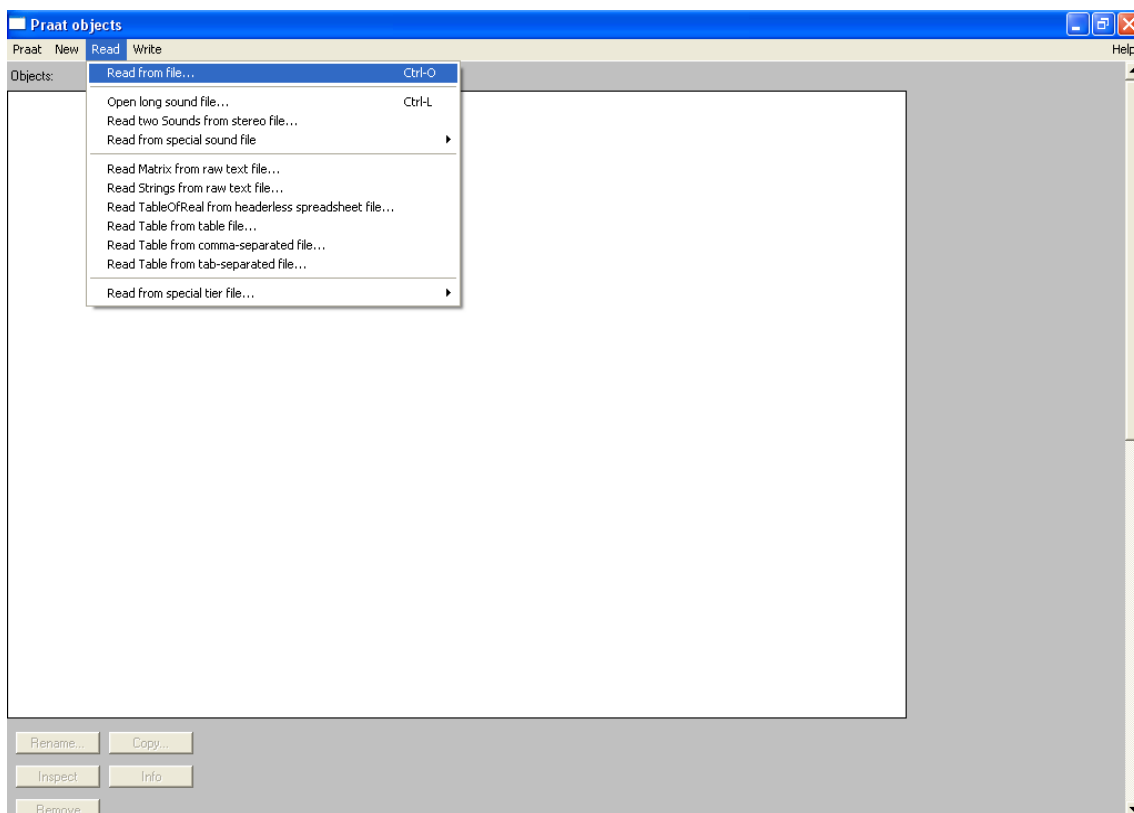 Praat objects
Praat New Read Write Help
Objects:
Read from file... Ctrl-O
Open long sound file... Ctrl-L
Read two Sounds from stereo file...
Read from special sound file
Read Matrix from raw text file...
Read Strings from raw text file...
Read TableOfReal from headerless spreadsheet file...
Read Table from table file...
Read Table from comma-separated file...
Read Table from tab-separated file...
Read from special tier file...
Rename... Copy...
Inspect Info
Remove